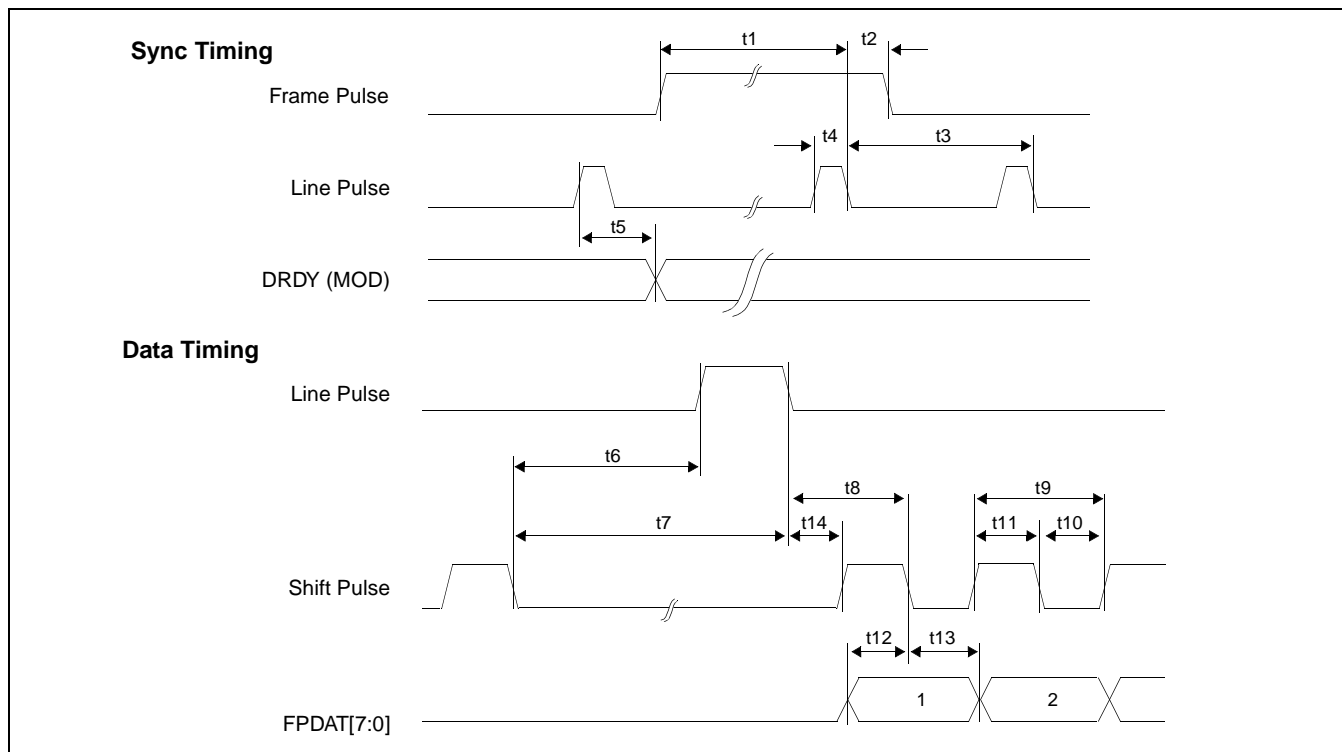 Sync Timing
t1
t2
Frame Pulse
t4
t3
Line Pulse
t5
DRDY (MOD)
Data Timing
Line Pulse
t6
t8
t9
t7
t14
t11
t10
Shift Pulse
t12
t13
1
2
FPDAT[7:0]